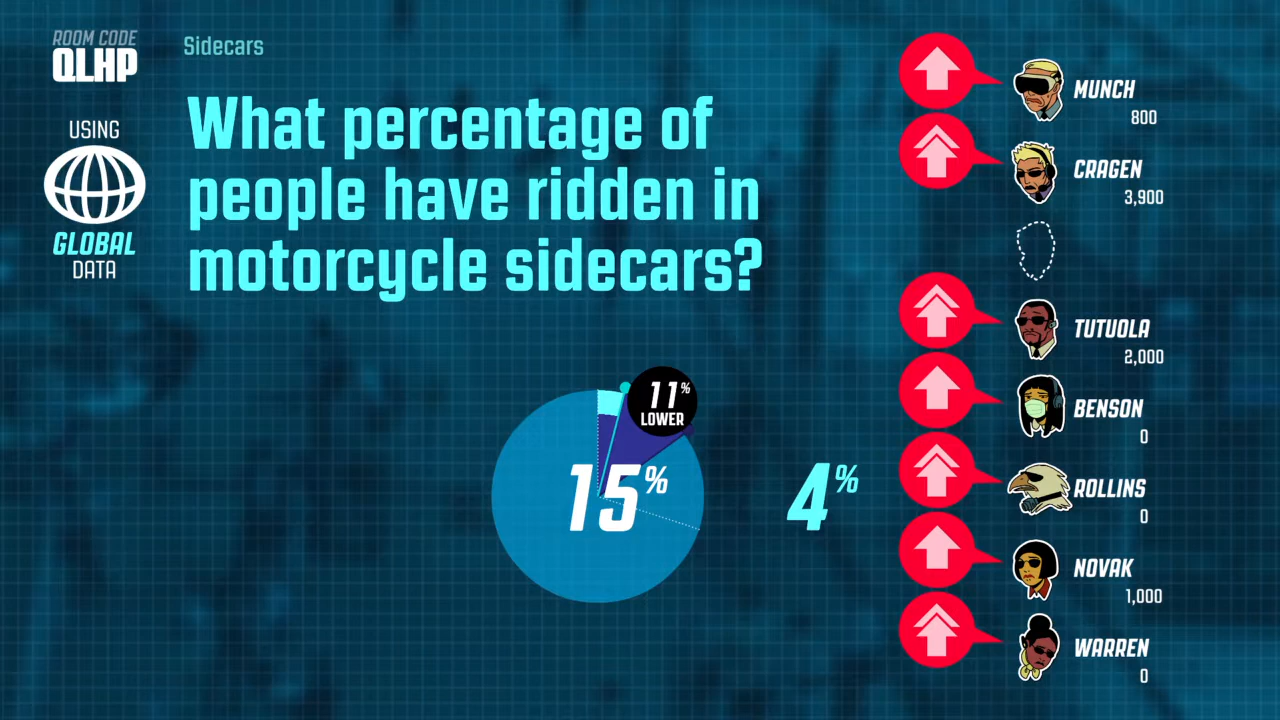 ROOM CODE
QLHP
USING
GLOBAL
DATA
Sidecars
What percentage of
people have ridden in
motorcycle sidecars?
11%
LOWER
15%
4%
MUNCH
800
CRAGEN
3,900
TUTUOLA
2,000
BENSON
0
ROLLINS
0
NOVAK
1,000
WARREN
0